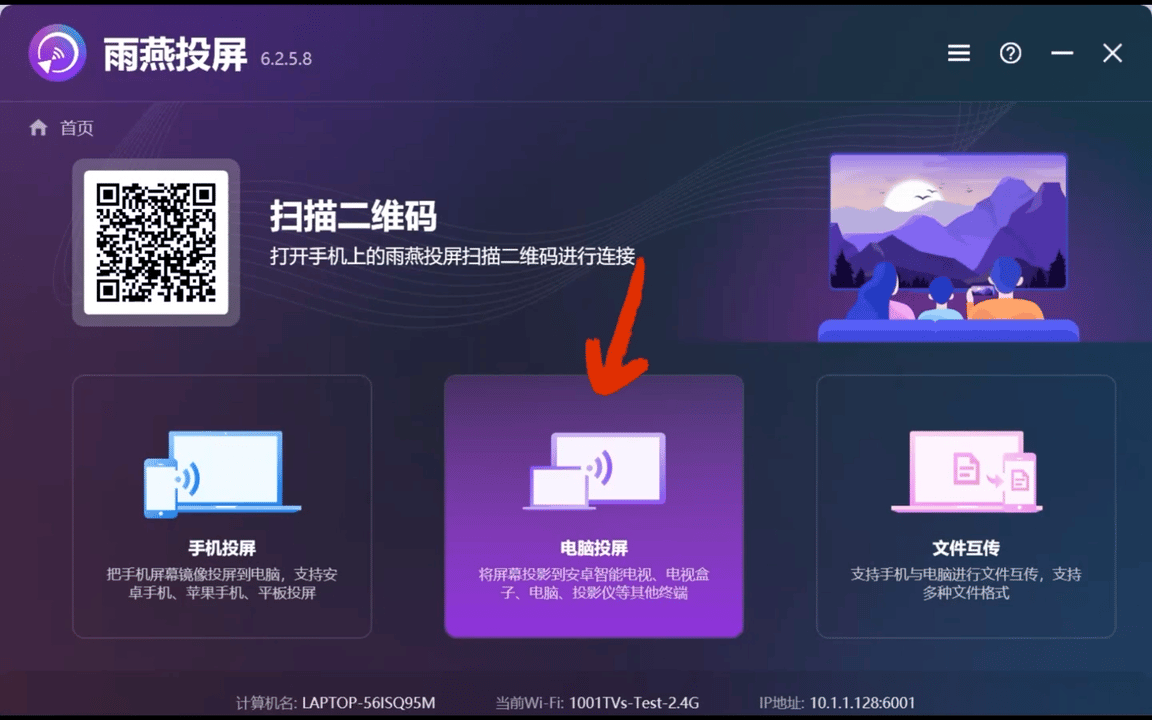 雨燕投屏 6.2.5.8
首页
扫描二维码
打开手机上的雨燕投屏扫描二维码进行连接
手机投屏
把手机屏幕镜像投屏到电脑，支持安
卓手机、苹果手机、平板投屏
电脑投屏
将屏幕投影到安卓智能电视、电视盒
子、电脑、投影仪等其他终端
文件互传
支持手机与电脑进行文件互传，支持
多种文件格式
计算机名: LAPTOP-56ISQ95M 当前Wi-Fi: 1001TVs-Test-2.4G IP地址: 10.1.1.128:6001